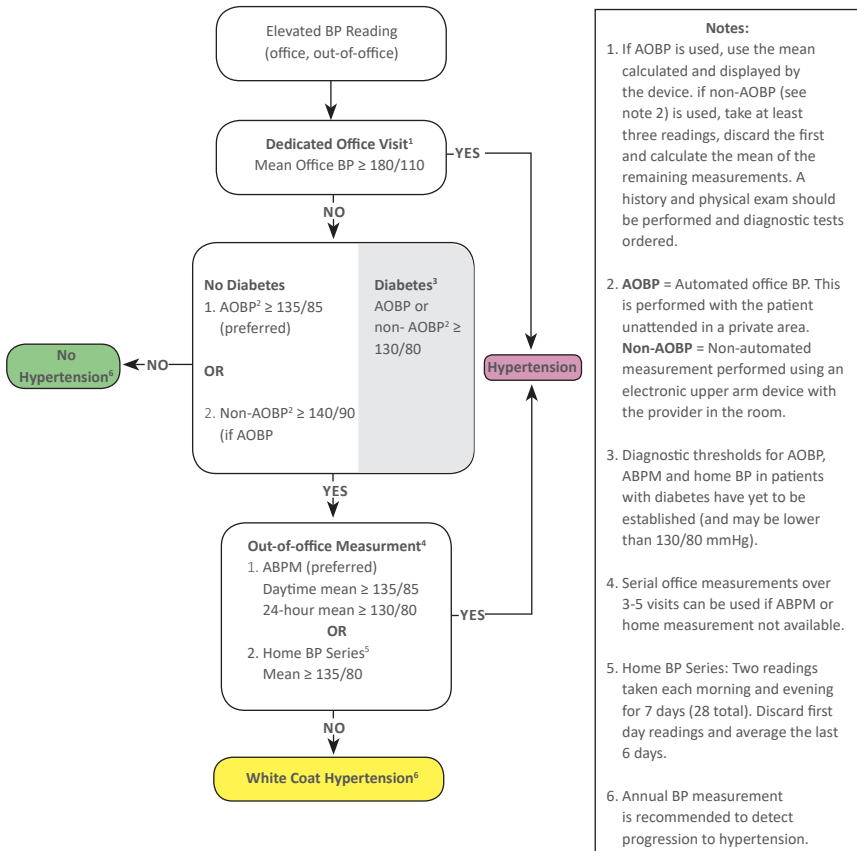 Elevated BP Reading
(office, out-of-office)
Dedicated Office Visit¹
Mean Office BP ≥ 180/110
YES
NO
No Diabetes
1. AOBP² ≥ 135/85
(preferred)
OR
2. Non-AOBP² ≥ 140/90
(if AOBP
Diabetes³
AOBP or
non- AOBP² ≥
130/80
NO
No
Hypertension⁶
Hypertension
YES
Out-of-office Measurment⁴
1. ABPM (preferred)
Daytime mean ≥ 135/85
24-hour mean ≥ 130/80
OR
2. Home BP Series⁵
Mean ≥ 135/80
YES
NO
White Coat Hypertension⁶
Notes:
1. If AOBP is used, use the mean
calculated and displayed by
the device. if non-AOBP (see
note 2) is used, take at least
three readings, discard the first
and calculate the mean of the
remaining measurements. A
history and physical exam should
be performed and diagnostic tests
ordered.
2. AOBP = Automated office BP. This
is performed with the patient
unattended in a private area.
Non-AOBP = Non-automated
measurement performed using an
electronic upper arm device with
the provider in the room.
3. Diagnostic thresholds for AOBP,
ABPM and home BP in patients
with diabetes have yet to be
established (and may be lower
than 130/80 mmHg).
4. Serial office measurements over
3-5 visits can be used if ABPM or
home measurement not available.
5. Home BP Series: Two readings
taken each morning and evening
for 7 days (28 total). Discard first
day readings and average the last
6 days.
6. Annual BP measurement
is recommended to detect
progression to hypertension.